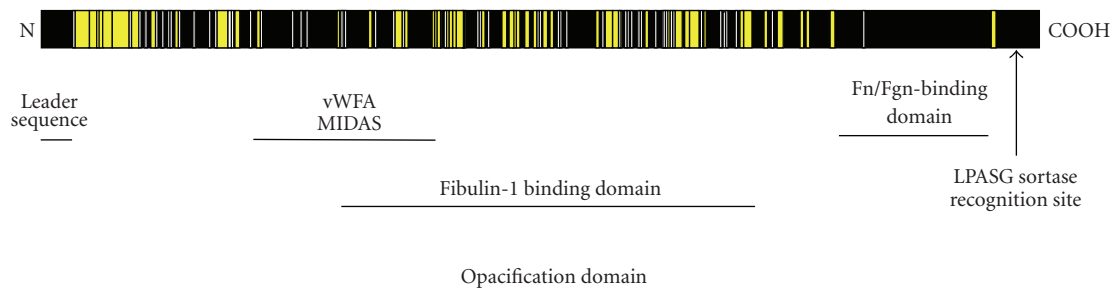 N
COOH
Leader
sequence
vWFA
MIDAS
Fn/Fgn-binding
domain
Fibulin-1 binding domain
LPASG sortase
recognition site
Opacification domain